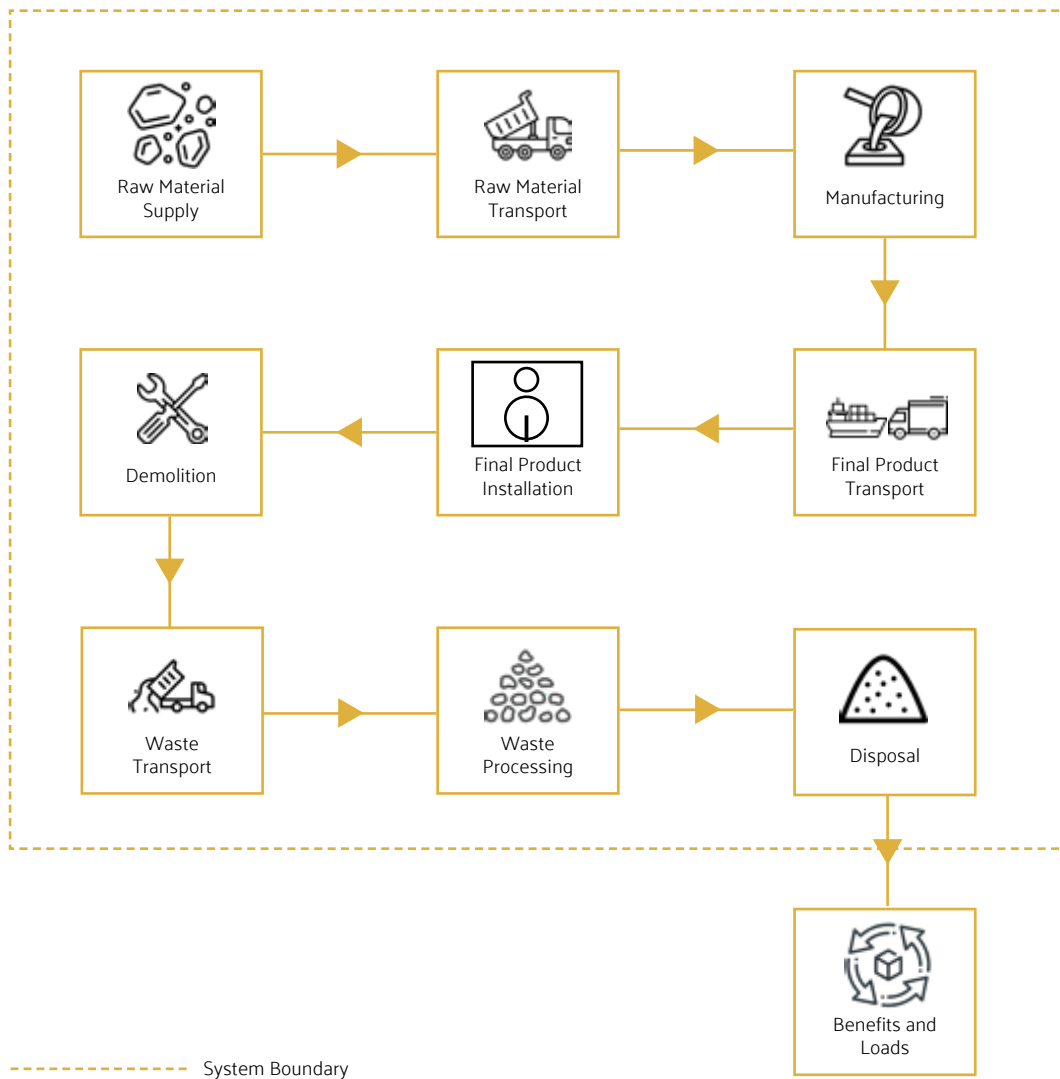 Raw Material
Supply
Raw Material
Transport
Manufacturing
Demolition
Final Product
Installation
Final Product
Transport
Waste
Transport
Waste
Processing
Disposal
Benefits and
Loads
System Boundary